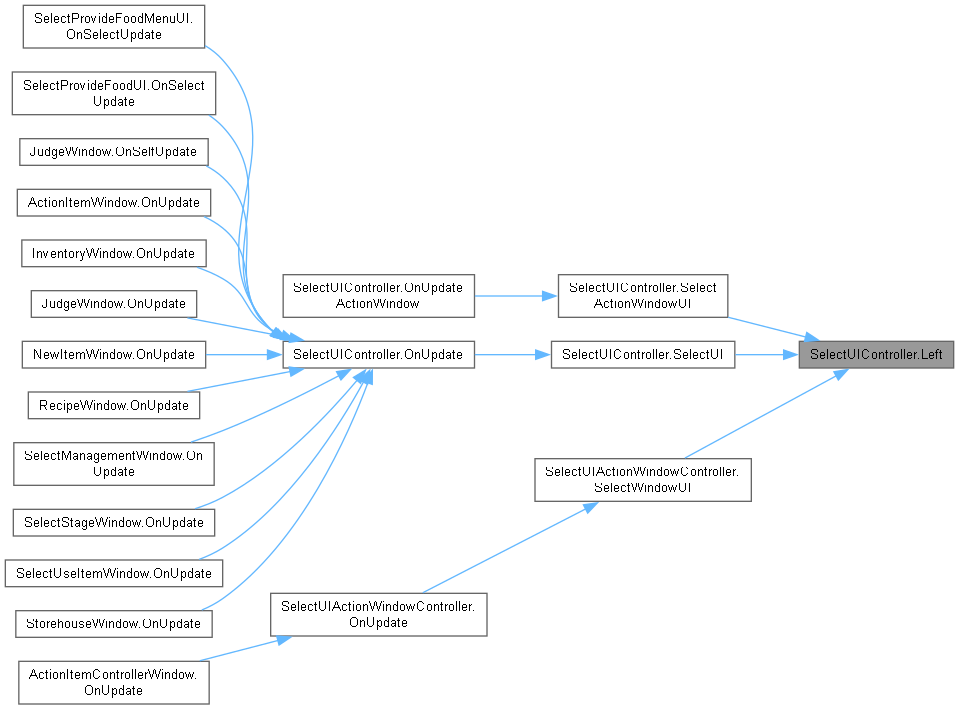 SelectProvideFoodMenuUI.
OnSelectUpdate
SelectProvideFoodUI.OnSelect
Update
JudgeWindow.OnSelfUpdate
ActionItemWindow.OnUpdate
InventoryWindow.OnUpdate
JudgeWindow.OnUpdate
NewItemWindow.OnUpdate
RecipeWindow.OnUpdate
SelectManagementWindow.On
Update
SelectStageWindow.OnUpdate
SelectUseItemWindow.OnUpdate
StorehouseWindow.OnUpdate
ActionItemControllerWindow.
OnUpdate
SelectUIController.OnUpdate
ActionWindow
SelectUIController.OnUpdate
SelectUIActionWindowController.
OnUpdate
SelectUIController.Select
ActionWindowUI
SelectUIController.SelectUI
SelectUIActionWindowController.
SelectWindowUI
SelectUIController.Left